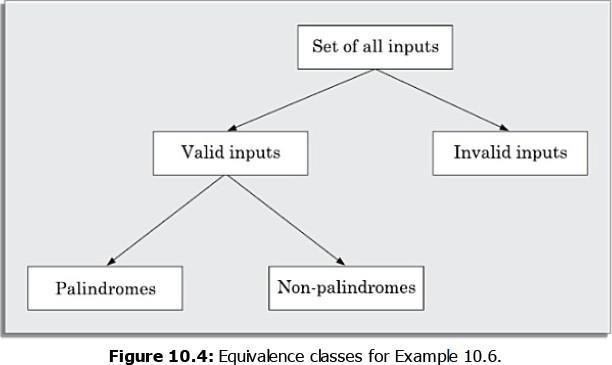 Set of all inputs
Valid inputs
Invalid inputs
Palindromes
Non-palindromes
Figure 10.4: Equivalence classes for Example 10.6.